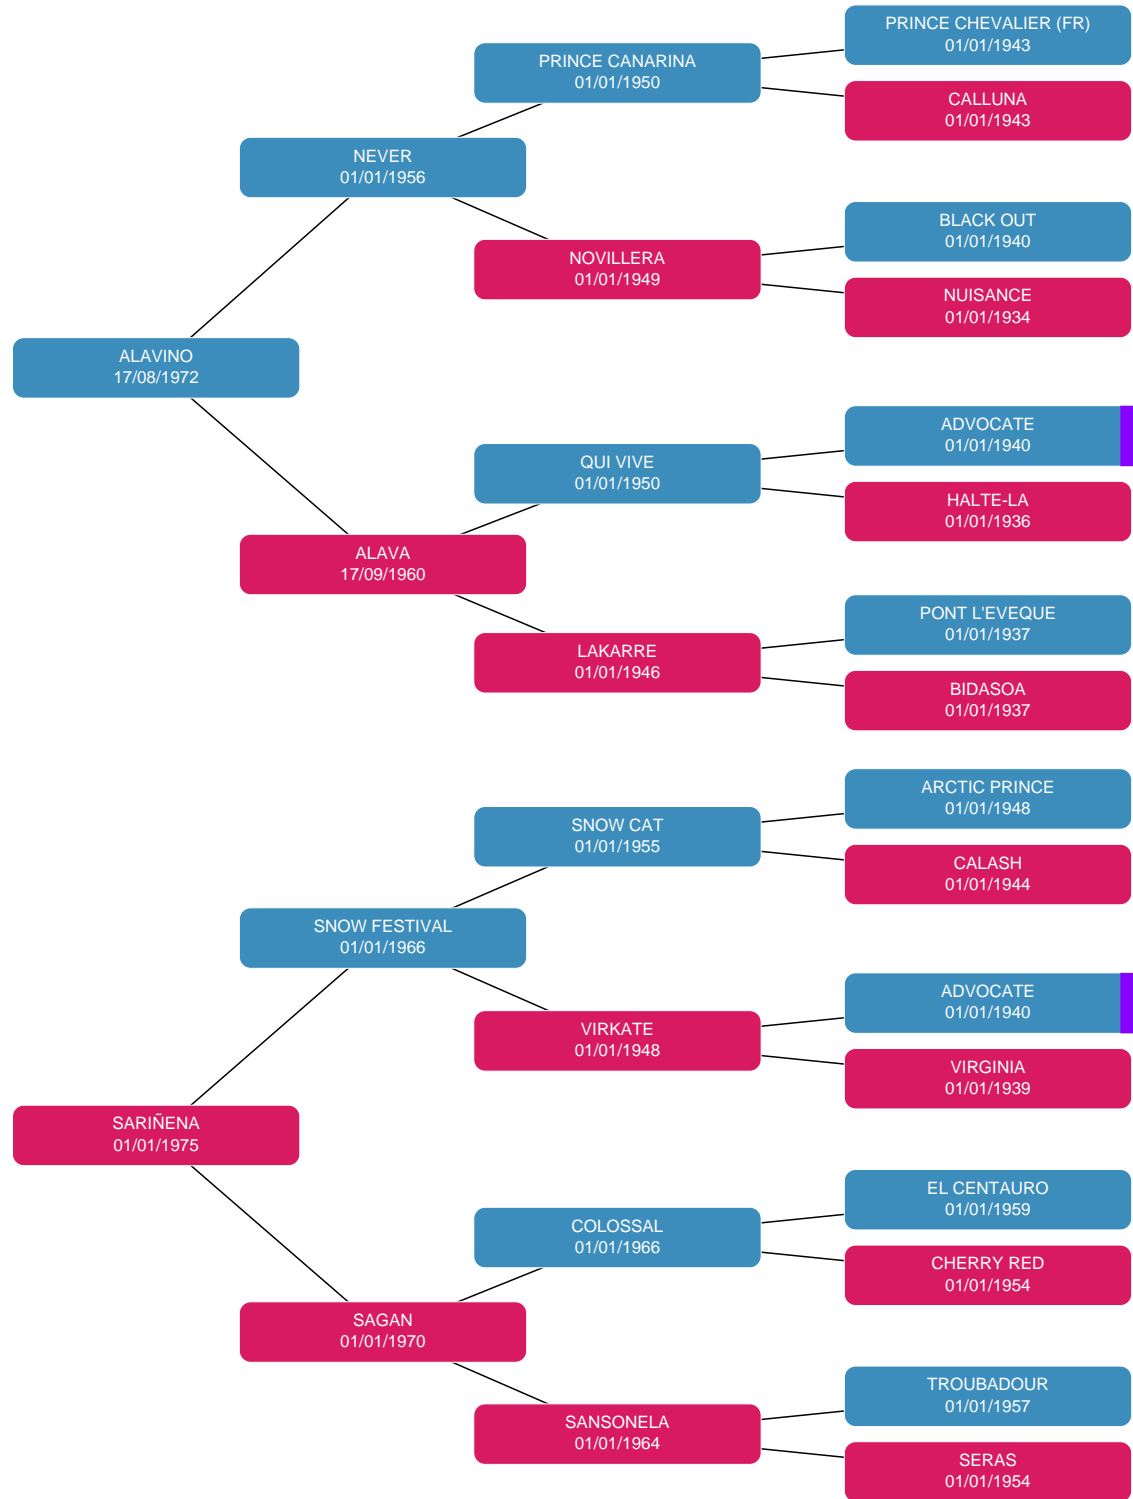 PRINCE CHEVALIER (FR)
01/01/1943
PRINCE CANARINA
01/01/1950
CALLUNA
01/01/1943
NEVER
01/01/1956
BLACK OUT
01/01/1940
NOVILLERA
01/01/1949
NUISANCE
01/01/1934
ALAVINO
17/08/1972
ADVOCATE
01/01/1940
QUI VIVE
01/01/1950
HALTE-LA
01/01/1936
ALAVA
17/09/1960
PONT L'EVEQUE
01/01/1937
LAKARRE
01/01/1946
BIDASOA
01/01/1937
ARCTIC PRINCE
01/01/1948
SNOW CAT
01/01/1955
CALASH
01/01/1944
SNOW FESTIVAL
01/01/1966
ADVOCATE
01/01/1940
VIRKATE
01/01/1948
VIRGINIA
01/01/1939
SARIÑENA
01/01/1975
EL CENTAURO
01/01/1959
COLOSSAL
01/01/1966
CHERRY RED
01/01/1954
SAGAN
01/01/1970
TROUBADOUR
01/01/1957
SANSONELA
01/01/1964
SERAS
01/01/1954